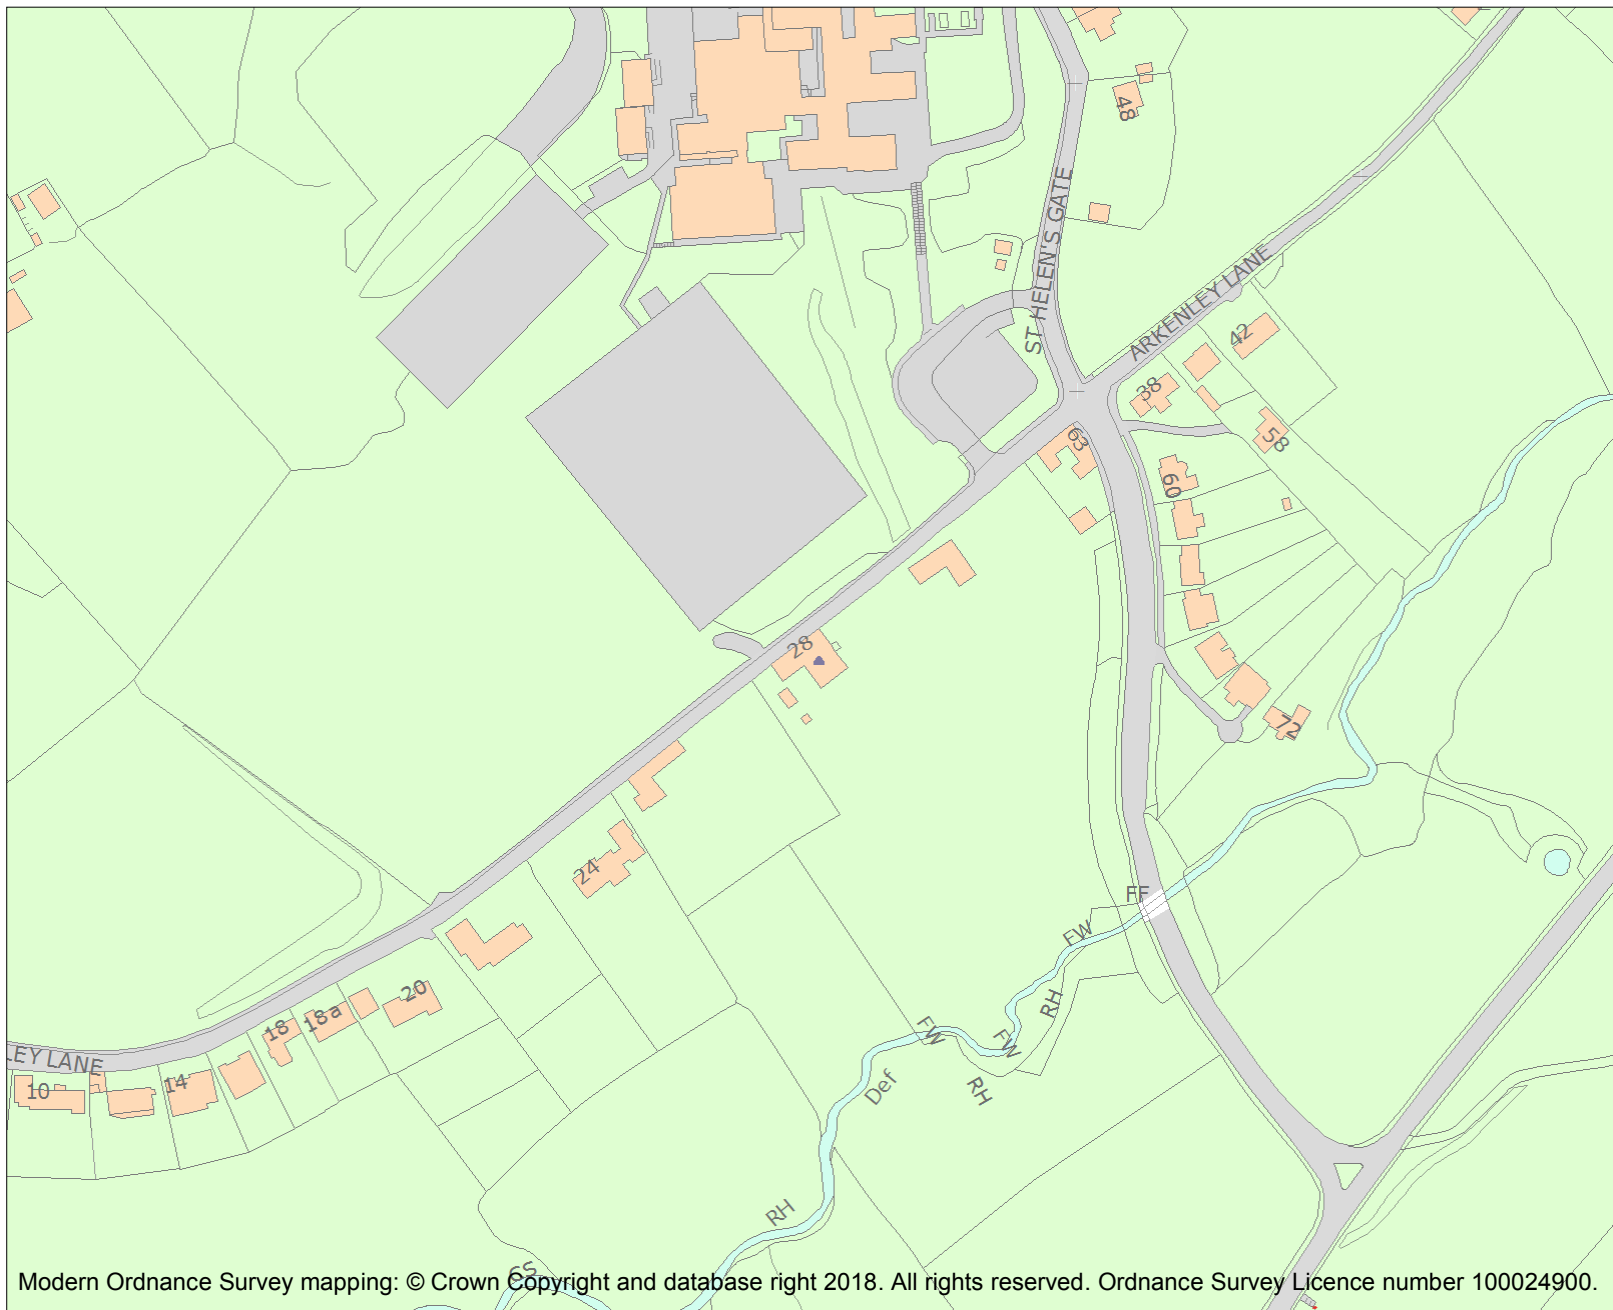 48
ST HELEN'S GATE
ARKENLEY LANE
42
38
63
58
60
28
72
24
FF
FW
20
RH
18a
18
FW
FW
LEY LANE
14
10
Def
RH
RH
GS
Modern Ordnance Survey mapping: © Crown Copyright and database right 2018. All rights reserved. Ordnance Survey Licence number 100024900.